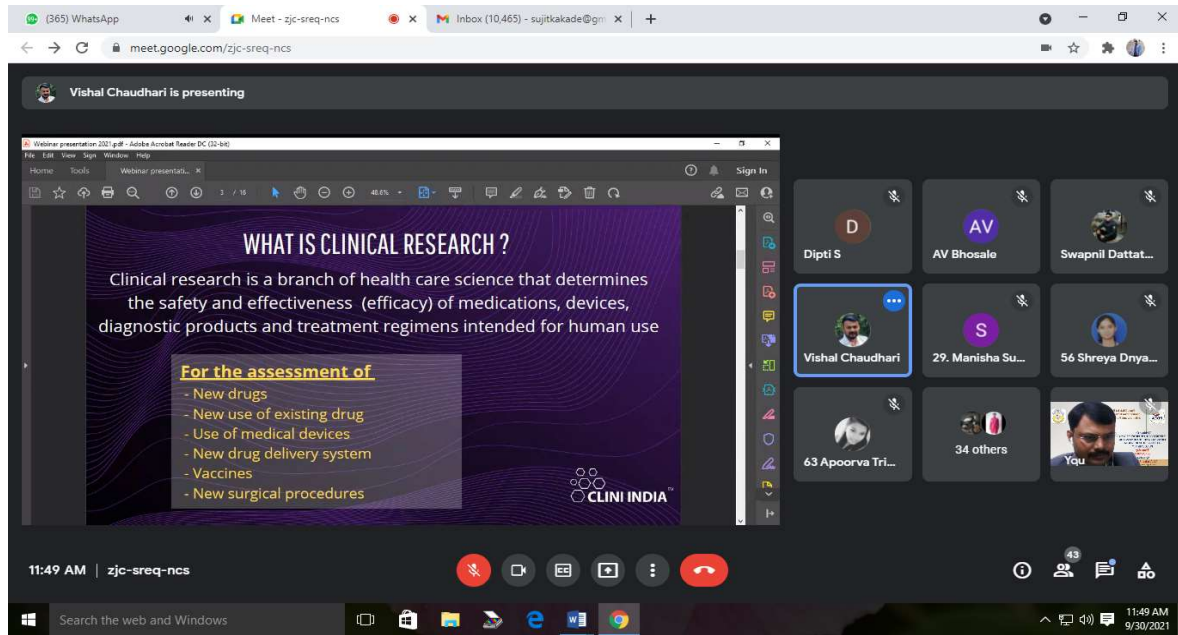 (365) WhatsApp
Meet - zjc-sreq-ncs
Inbox (10,465) - sujitkakade@gm
meet.google.com/zjc-sreq-ncs
Vishal Chaudhari is presenting
Webinar presentation 2021.pdf - Adobe Acrobat Reader DC (32-bit)
File Edit View Sign Window Help
Home Tools Webinar presentati...
Sign In
3 / 16 48.6%
WHAT IS CLINICAL RESEARCH ?
Clinical research is a branch of health care science that determines
the safety and effectiveness (efficacy) of medications, devices,
diagnostic products and treatment regimens intended for human use
For the assessment of
- New drugs
- New use of existing drug
- Use of medical devices
- New drug delivery system
- Vaccines
- New surgical procedures
CLINI INDIA
D
Dipti S
AV
AV Bhosale
Swapnil Dattat...
Vishal Chaudhari
S
29. Manisha Su...
56 Shreya Dnya...
63 Apoorva Tri...
34 others
You
11:49 AM | zjc-sreq-ncs
CC
43
Search the web and Windows
11:49 AM
9/30/2021